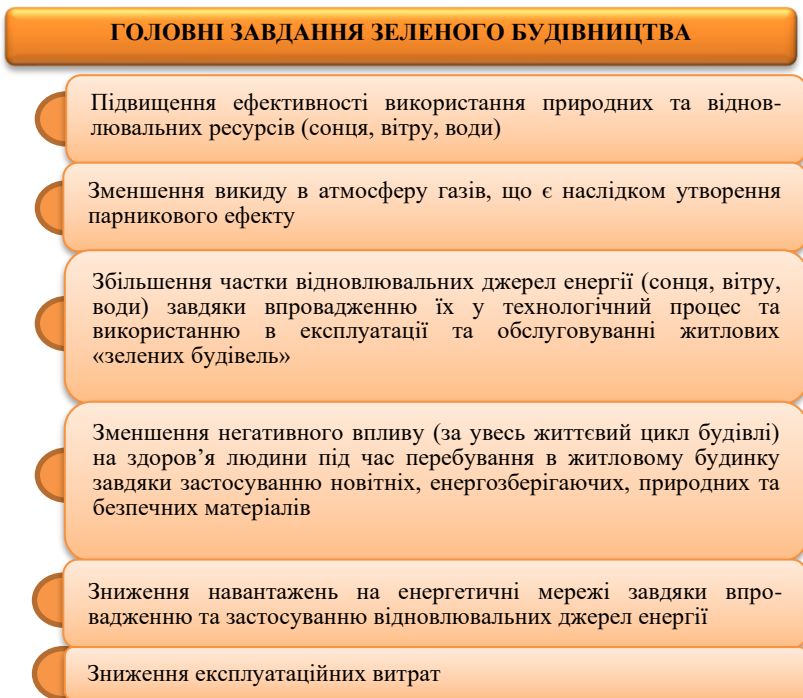 ГОЛОВНІ ЗАВДАННЯ ЗЕЛЕНОГО БУДІВНИЦТВА
Підвищення ефективності використання природних та віднов-
лювальних ресурсів (сонця, вітру, води)
Зменшення викиду в атмосферу газів, що є наслідком утворення
парникового ефекту
Збільшення частки відновлювальних джерел енергії (сонця, вітру,
води) завдяки впровадженню їх у технологічний процес та
використанню в експлуатації та обслуговуванні житлових
«зелених будівель»
Зменшення негативного впливу (за увесь життєвий цикл будівлі)
на здоров’я людини під час перебування в житловому будинку
завдяки застосуванню новітніх, енергозберігаючих, природних та
безпечних матеріалів
Зниження навантажень на енергетичні мережі завдяки впро-
вадженню та застосуванню відновлювальних джерел енергії
Зниження експлуатаційних витрат